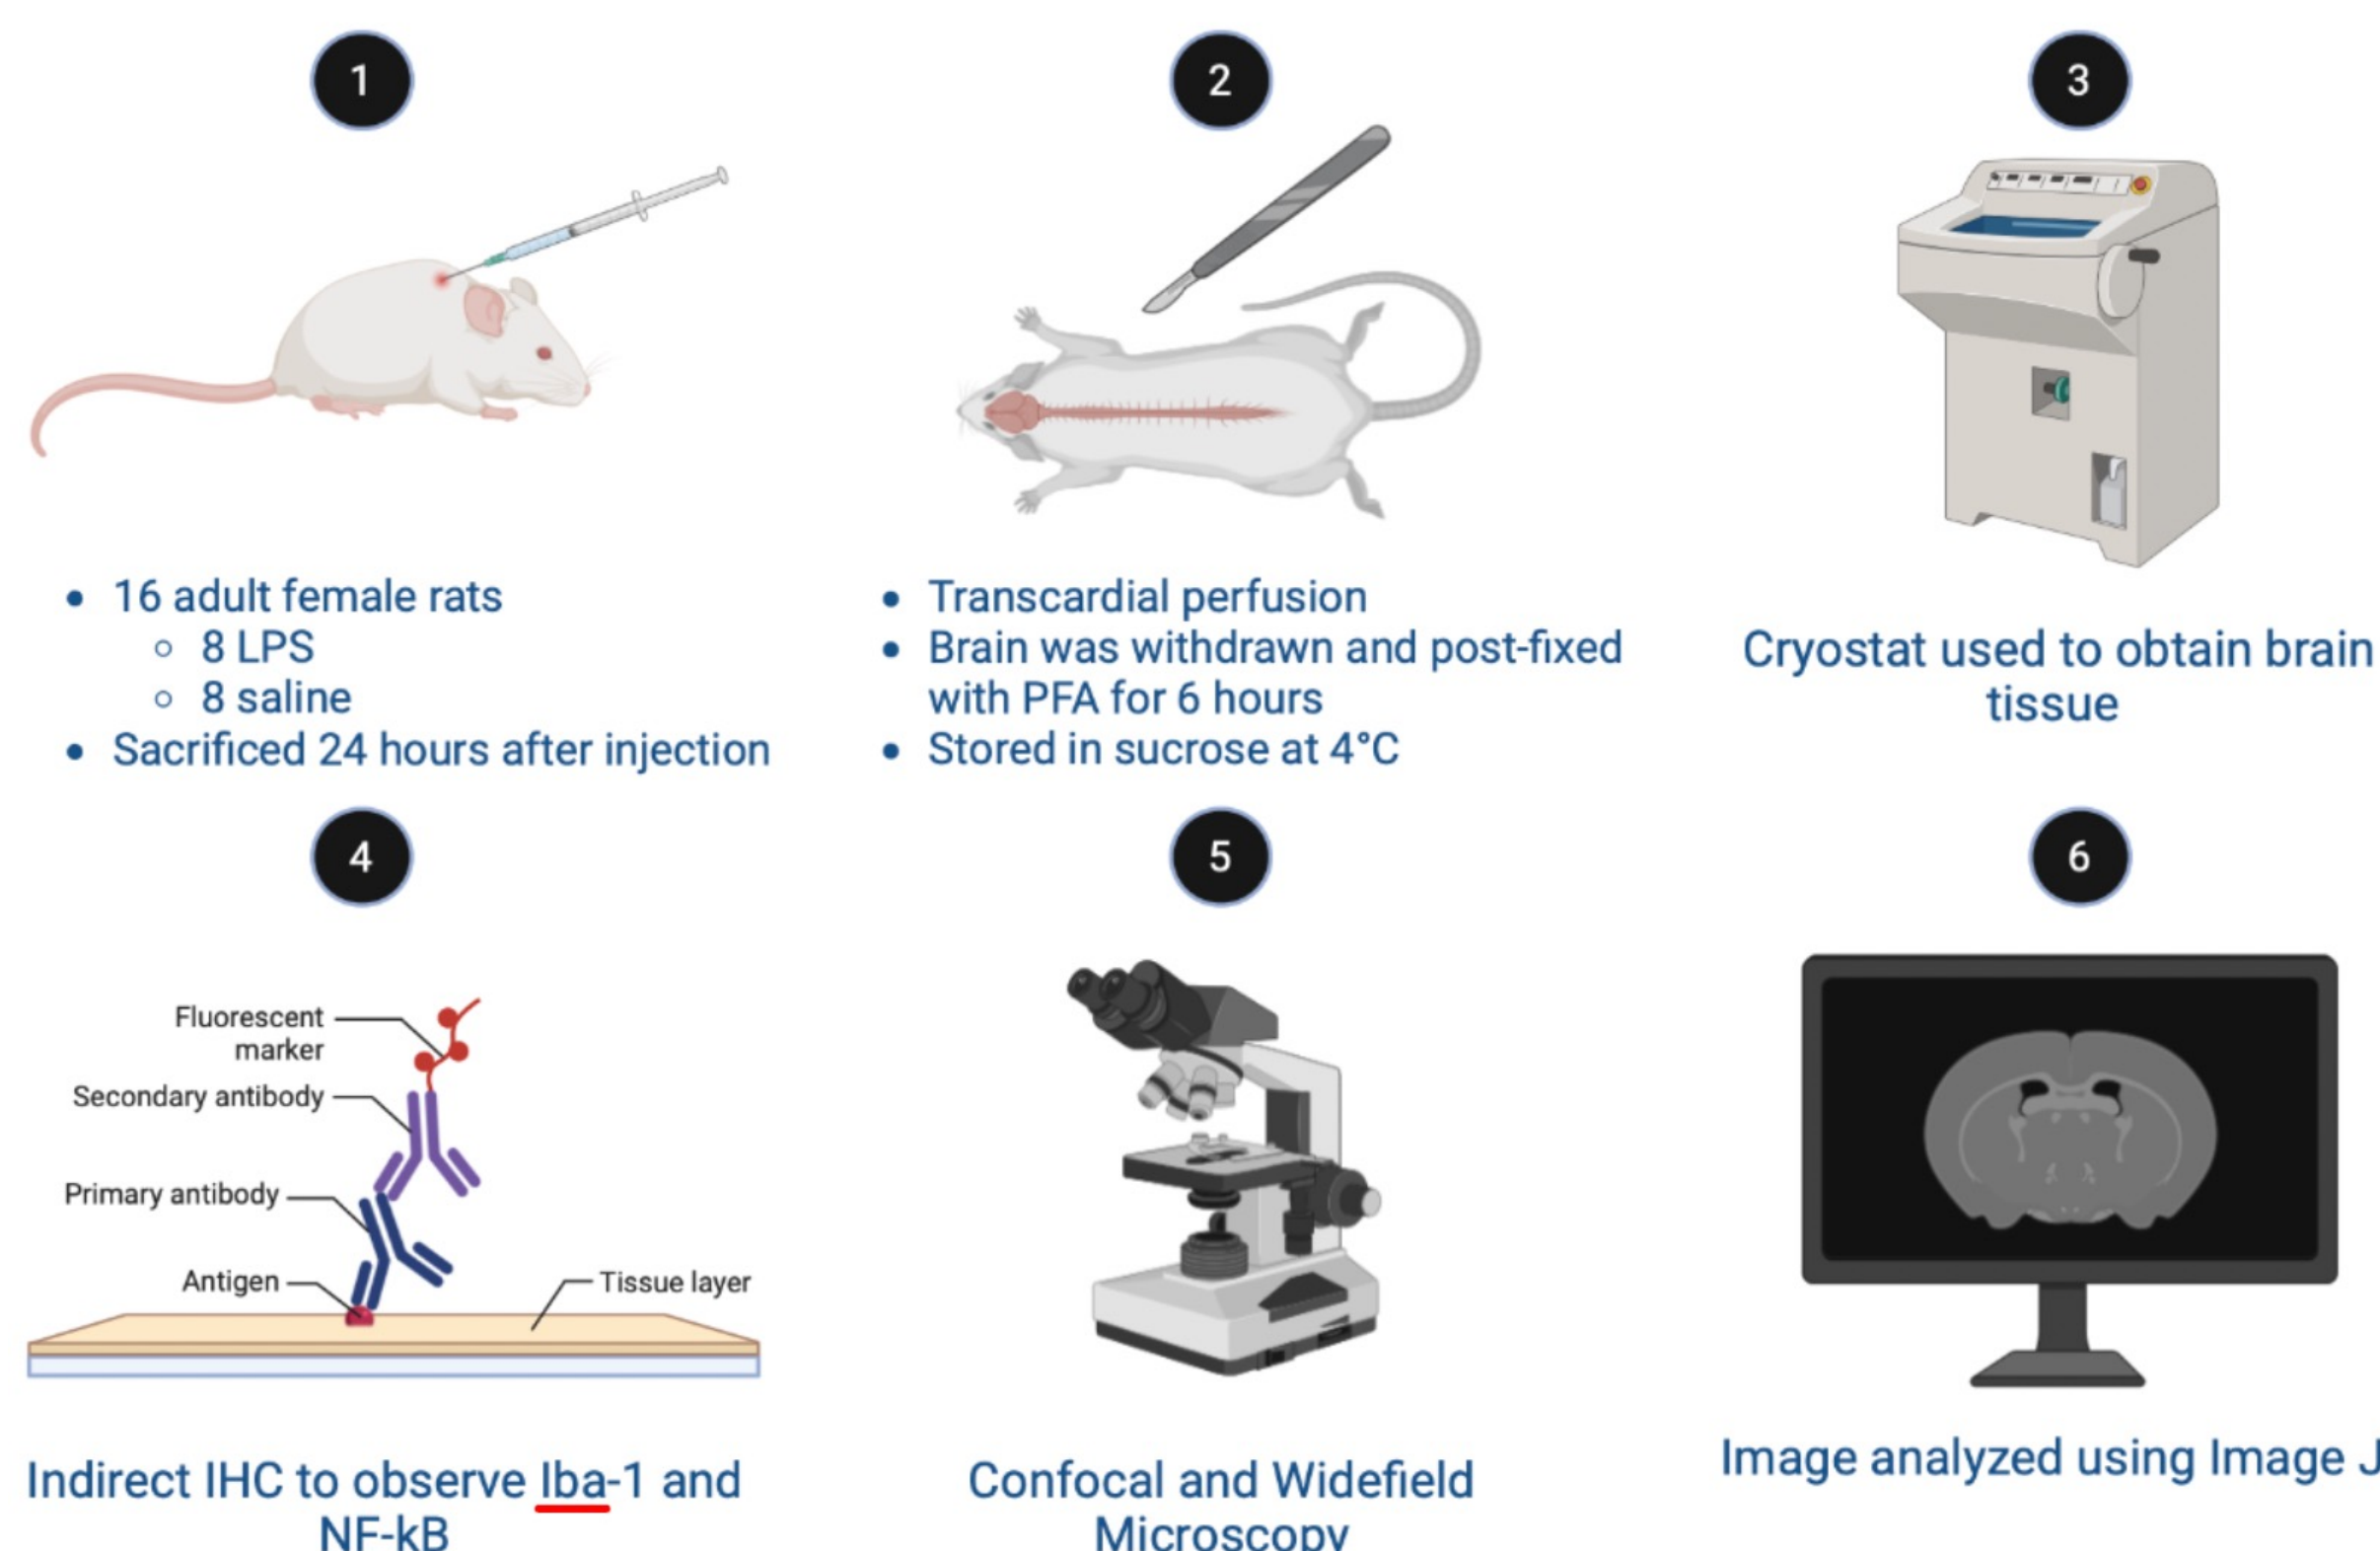 1
2
3
• 16 adult female rats
○ 8 LPS
○ 8 saline
• Sacrificed 24 hours after injection
• Transcardial perfusion
• Brain was withdrawn and post-fixed
with PFA for 6 hours
• Stored in sucrose at 4°C
Cryostat used to obtain brain
tissue
4
5
6
Fluorescent
marker
Secondary antibody
Primary antibody
Antigen
Tissue layer
Indirect IHC to observe Iba-1 and
NF-kB
Confocal and Widefield
Microscopy
Image analyzed using Image J